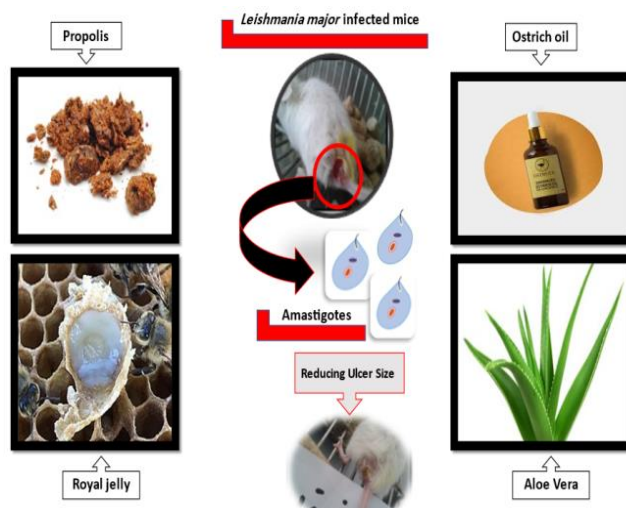 Propolis
Leishmania major infected mice
Ostrich oil
Amastigotes
Reducing Ulcer Size
Royal jelly
Aloe Vera